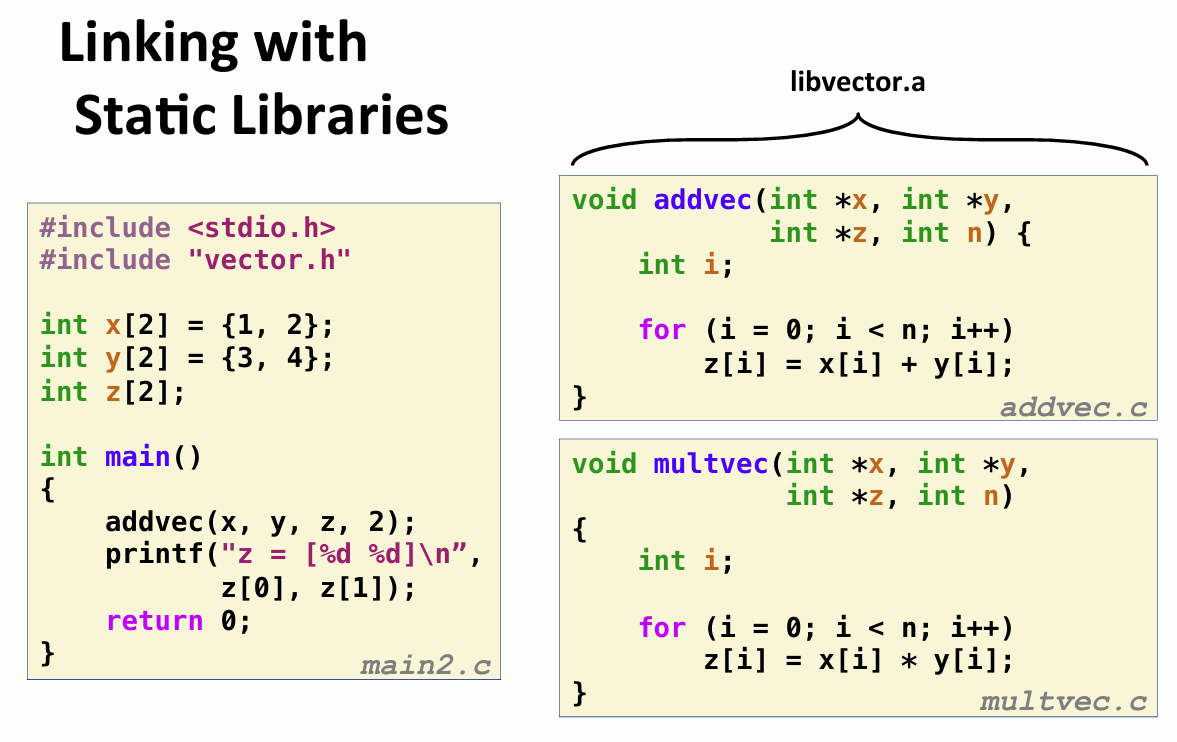 Linking with
Static Libraries
libvector.a
#include <stdio.h>
#include "vector.h"

int x[2] = {1, 2};
int y[2] = {3, 4};
int z[2];

int main()
{
    addvec(x, y, z, 2);
    printf("z = [%d %d]\n”,
           z[0], z[1]);
    return 0;
}
main2.c
void addvec(int *x, int *y,
            int *z, int n) {
    int i;

    for (i = 0; i < n; i++)
        z[i] = x[i] + y[i];
}
addvec.c
void multvec(int *x, int *y,
             int *z, int n)
{
    int i;

    for (i = 0; i < n; i++)
        z[i] = x[i] * y[i];
}
multvec.c